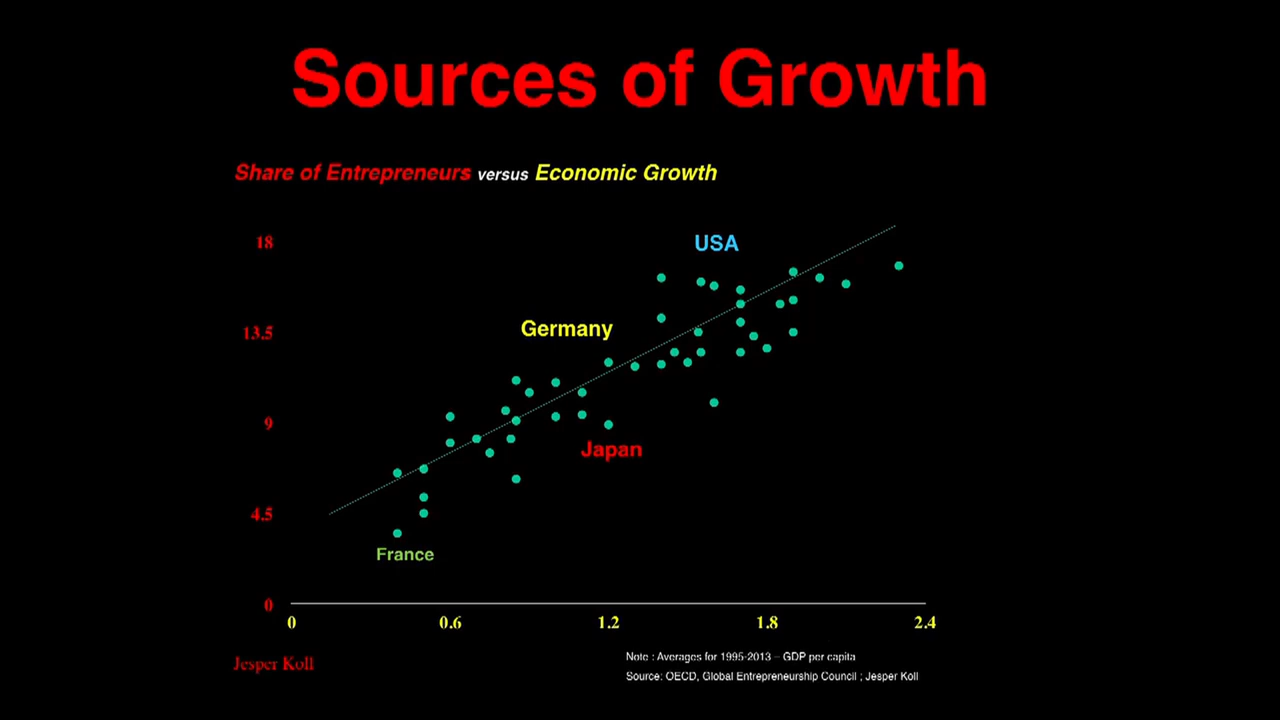 Sources of Growth
Share of Entrepreneurs versus Economic Growth
USA
18
Germany
13.5
9
Japan
4.5
France
0
0 0.6 1.2 1.8 2.4
Jesper Koll
Note : Averages for 1995-2013 – GDP per capita
Source: OECD, Global Entrepreneurship Council ; Jesper Koll